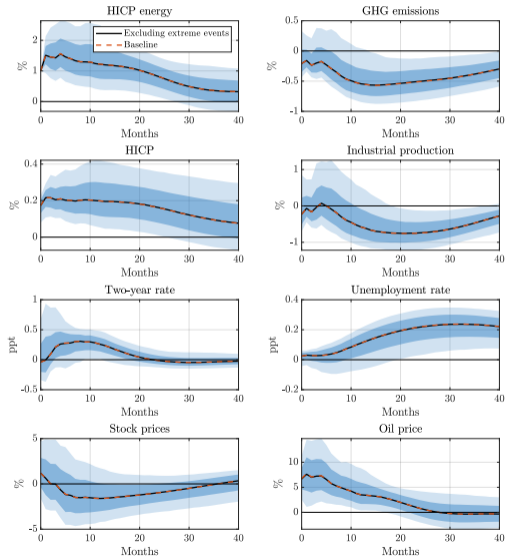 HICP energy
Excluding extreme events
Baseline
%
2
1
0
0 10 20 30 40
Months
GHG emissions
%
0.5
0
-0.5
-1
0 10 20 30 40
Months
HICP
%
0.4
0.2
0
0 10 20 30 40
Months
Industrial production
%
1
0
-1
0 10 20 30 40
Months
Two-year rate
ppt
1
0.5
0
-0.5
0 10 20 30 40
Months
Unemployment rate
ppt
0.4
0.2
0
-0.2
0 10 20 30 40
Months
Stock prices
%
5
0
-5
0 10 20 30 40
Months
Oil price
%
10
5
0
0 10 20 30 40
Months